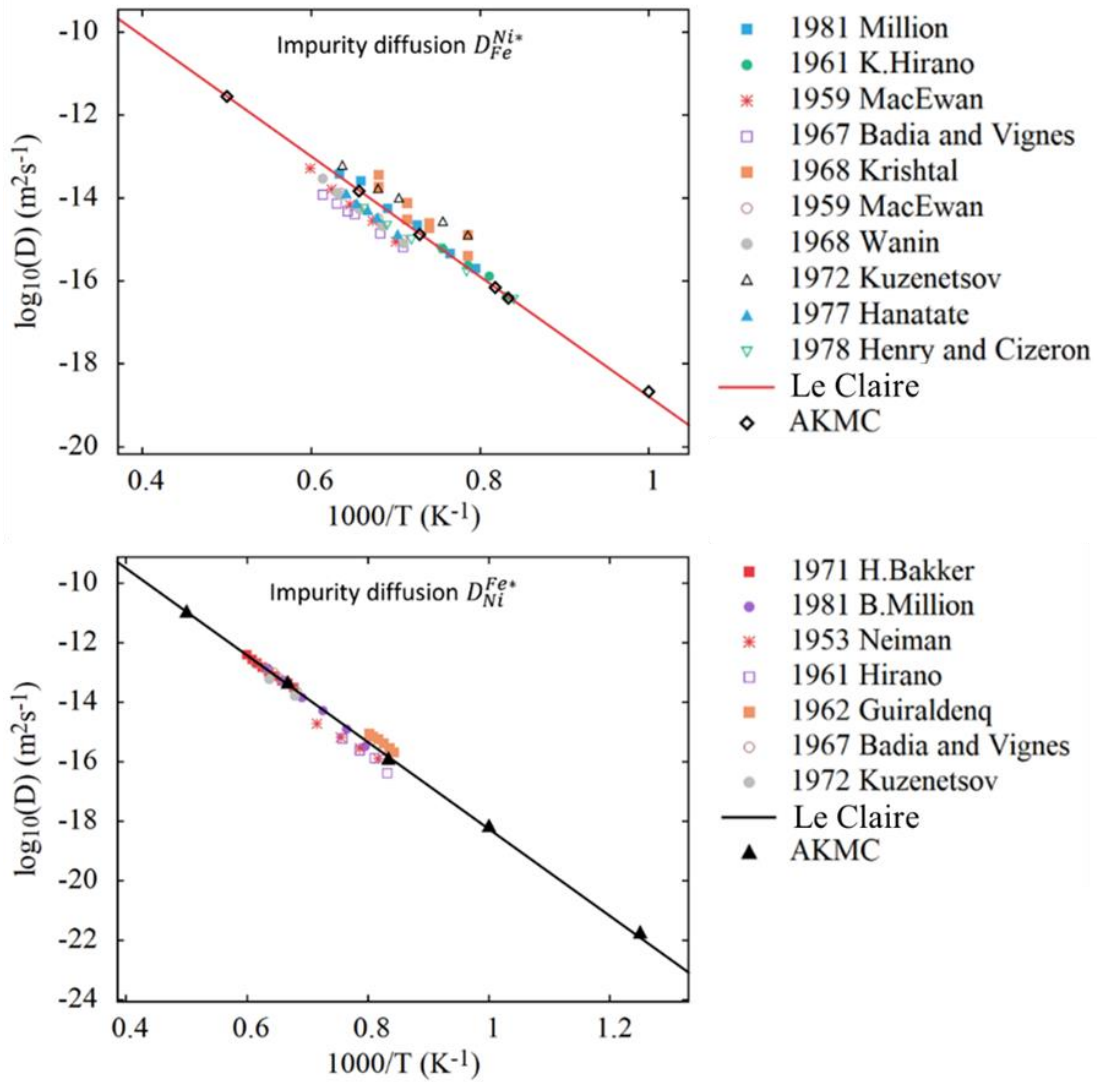 Impurity diffusion D_Fe^Ni*
-10
-12
-14
-16
-18
-20
log10(D) (m²s⁻¹)
0.4 0.6 0.8 1
1000/T (K⁻¹)
1981 Million
1961 K.Hirano
1959 MacEwan
1967 Badia and Vignes
1968 Krishtal
1959 MacEwan
1968 Wanin
1972 Kuzenetsov
1977 Hanatate
1978 Henry and Cizeron
Le Claire
AKMC
Impurity diffusion D_Ni^Fe*
-10
-12
-14
-16
-18
-20
-22
-24
log10(D) (m²s⁻¹)
0.4 0.6 0.8 1 1.2
1000/T (K⁻¹)
1971 H.Bakker
1981 B.Million
1953 Neiman
1961 Hirano
1962 Guiraldenq
1967 Badia and Vignes
1972 Kuzenetsov
Le Claire
AKMC